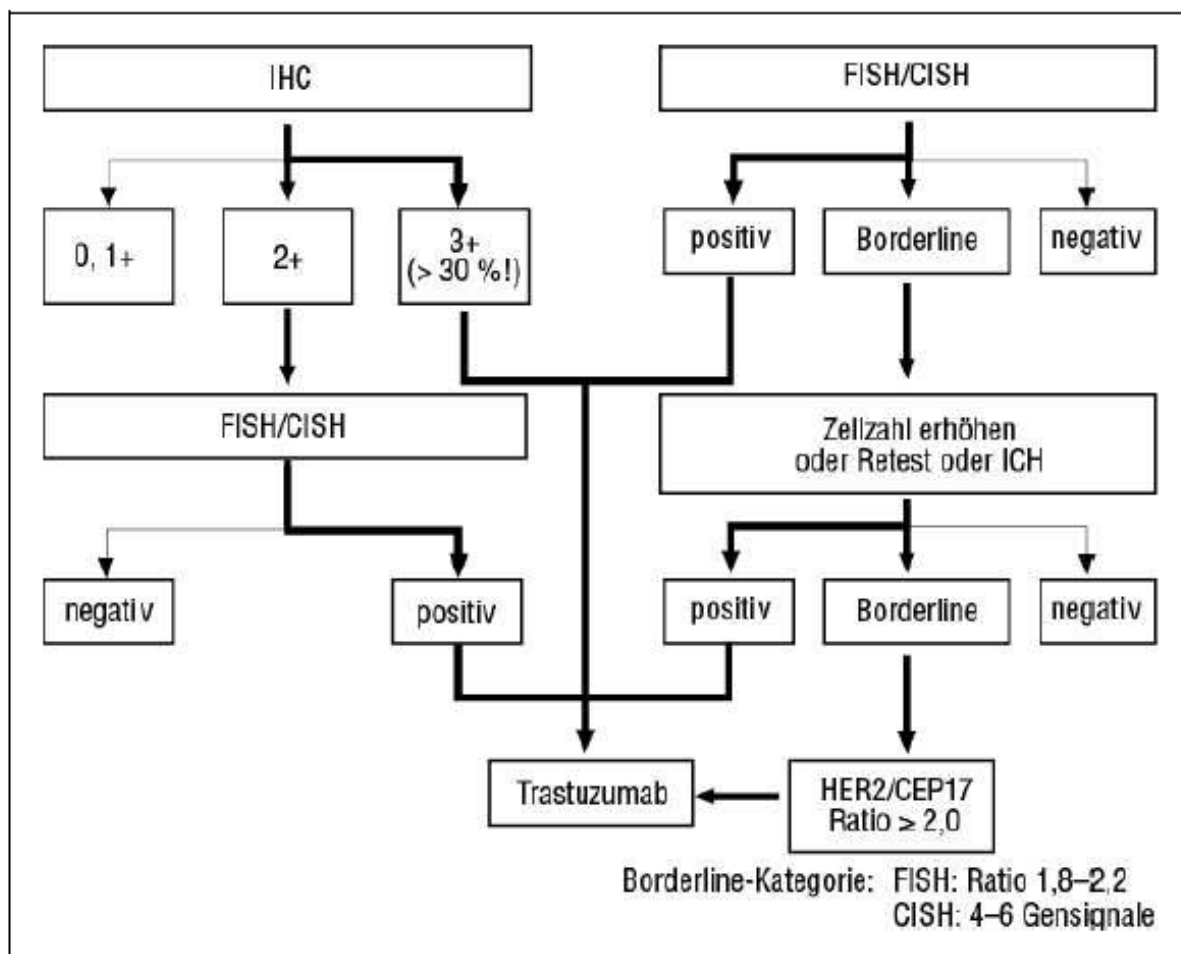 IHC
FISH/CISH
0, 1+
2+
3+
(> 30 %!)
positiv
Borderline
negativ
FISH/CISH
Zellzahl erhöhen
oder Retest oder ICH
negativ
positiv
positiv
Borderline
negativ
Trastuzumab
HER2/CEP17
Ratio ≥ 2,0
Borderline-Kategorie: FISH: Ratio 1,8–2,2
CISH: 4–6 Gensignale